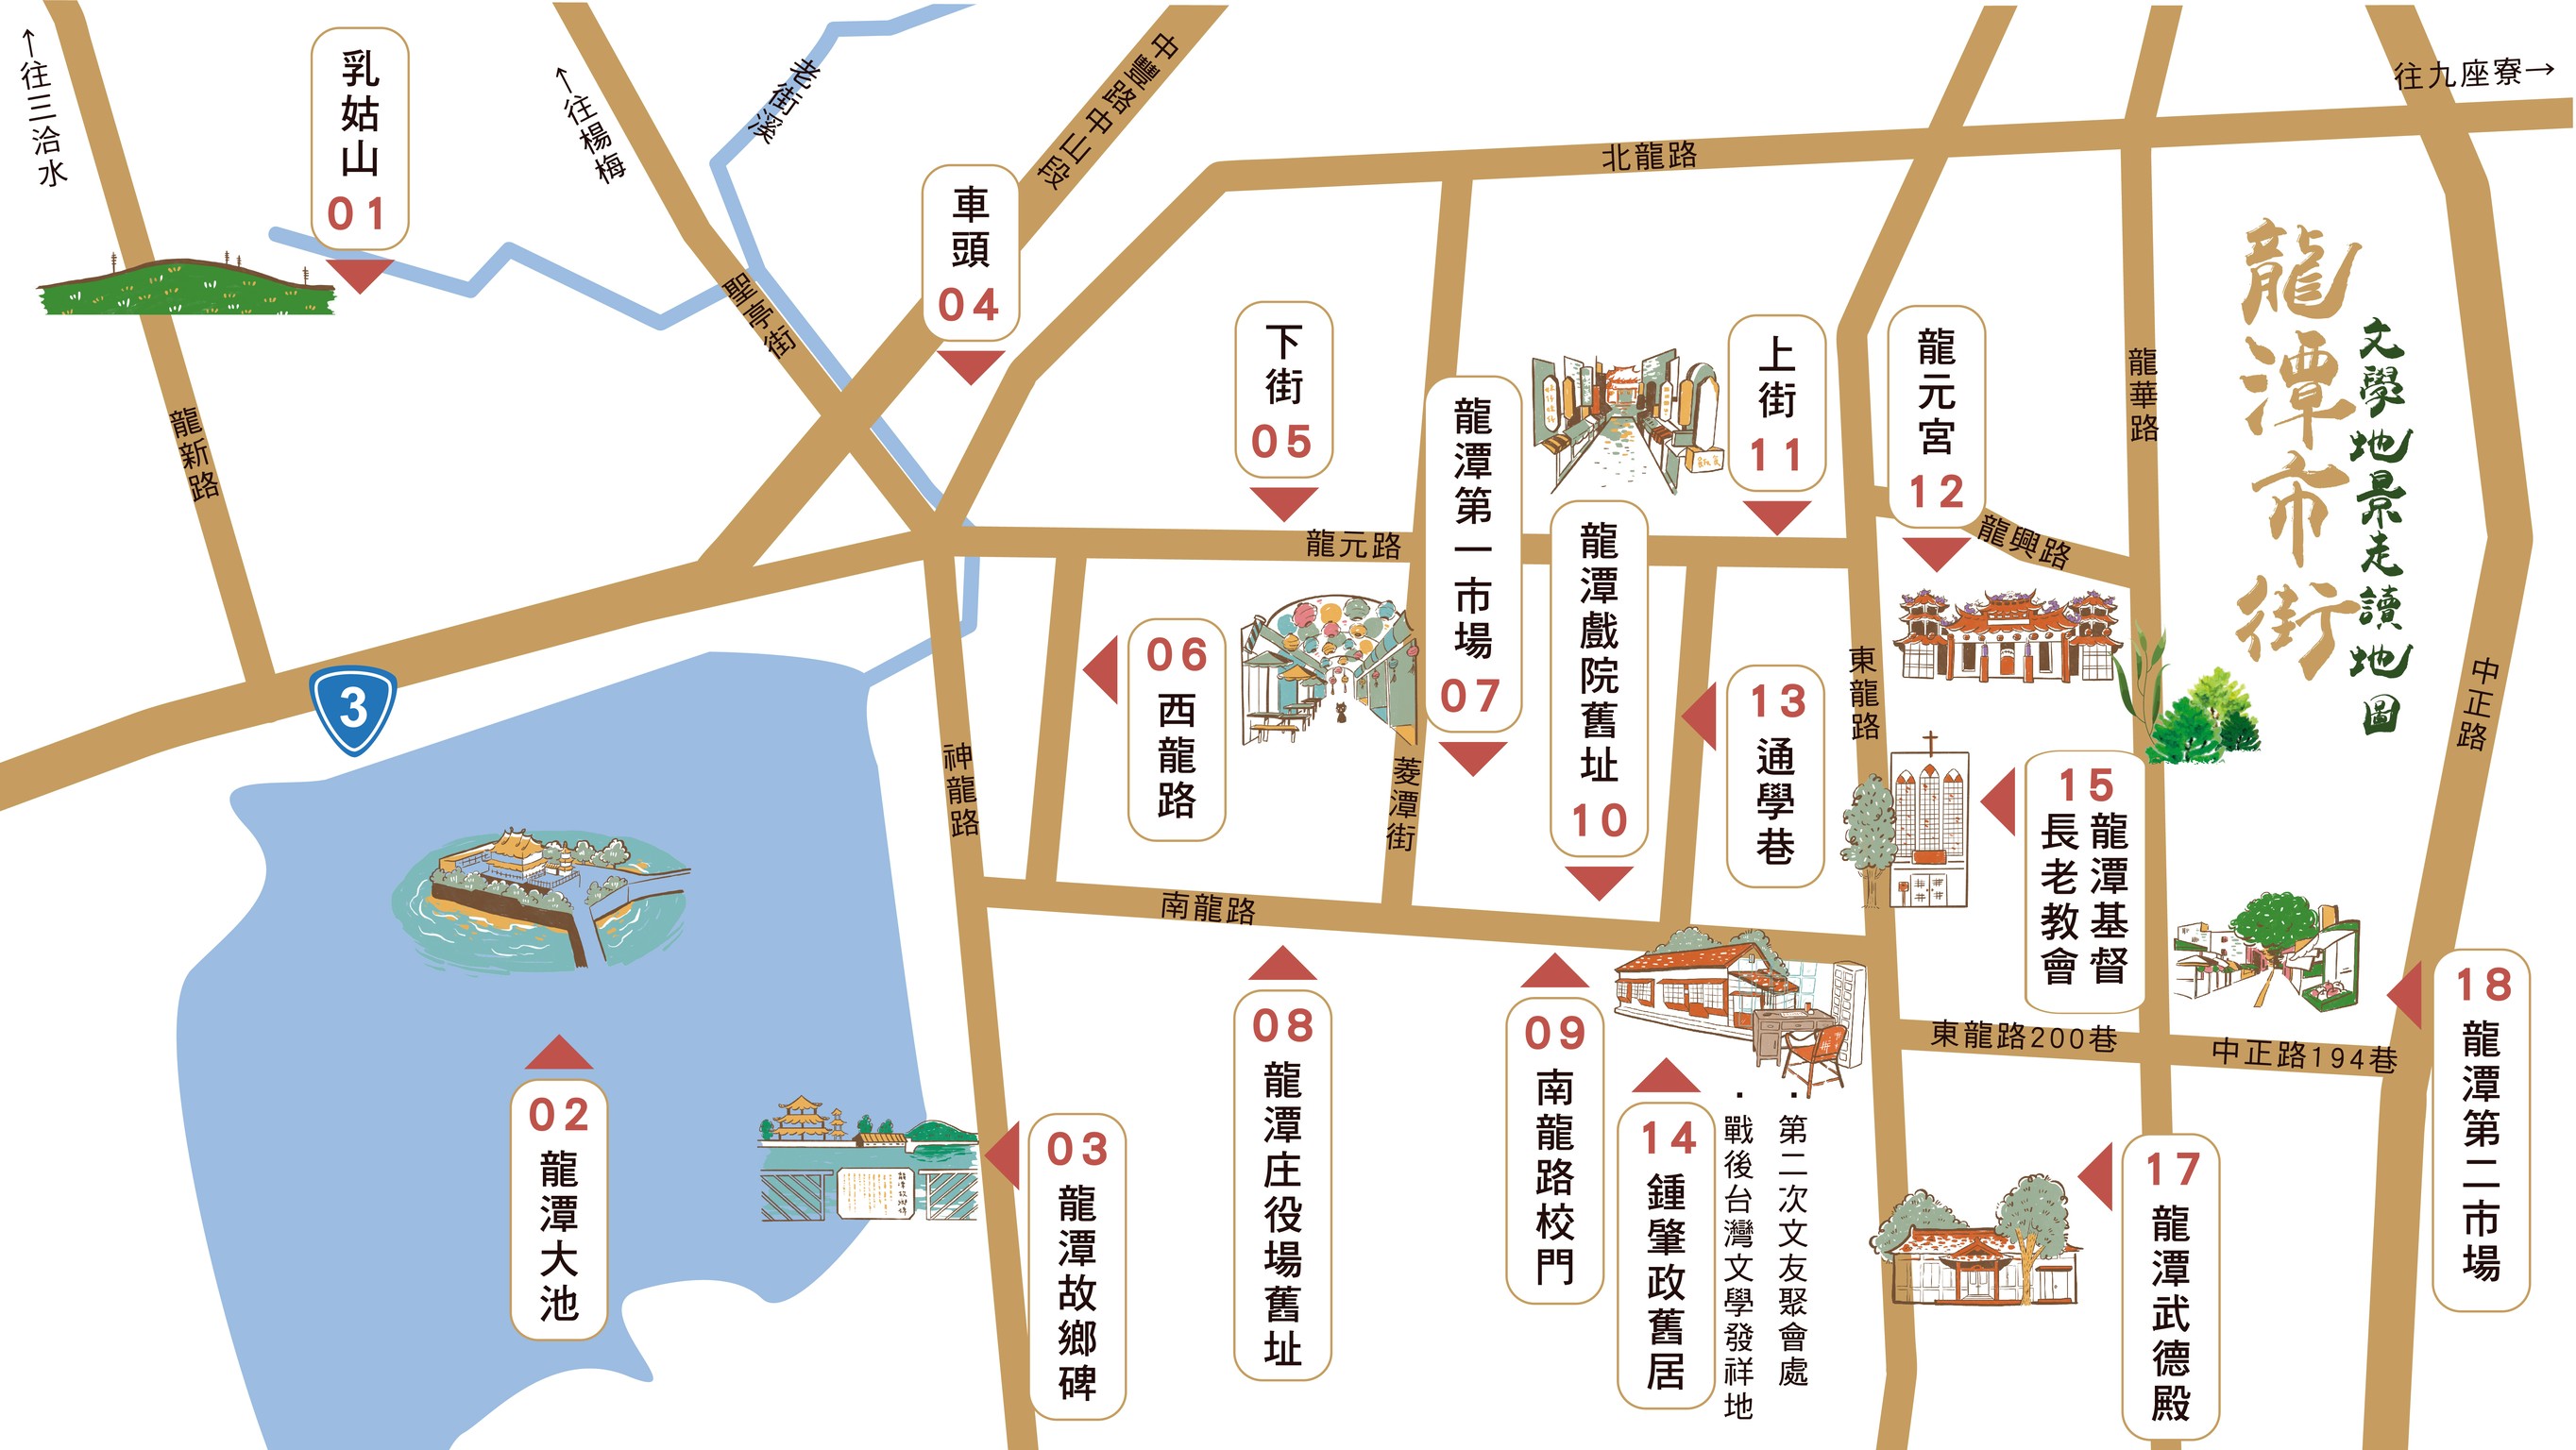 龍潭市街
文學地景走讀地圖
←往三洽水
乳姑山
01
←往楊梅
老街溪
中豐路中山段
車頭
04
北龍路
往九座寮→
聖亭街
龍新路
3
下街
05
龍元路
龍潭第一市場
07
上街
11
龍元宮
12
龍興路
龍華路
龍潭戲院舊址
10
06
西龍路
13
通學巷
東龍路
中正路
神龍路
菱潭街
15
龍潭基督
長老教會
南龍路
02
龍潭大池
03
龍潭故鄉碑
08
龍潭庄役場舊址
09
南龍路校門
14
鍾肇政舊居
·第二次文友聚會處
·戰後台灣文學發祥地
東龍路200巷
中正路194巷
17
龍潭武德殿
18
龍潭第二市場